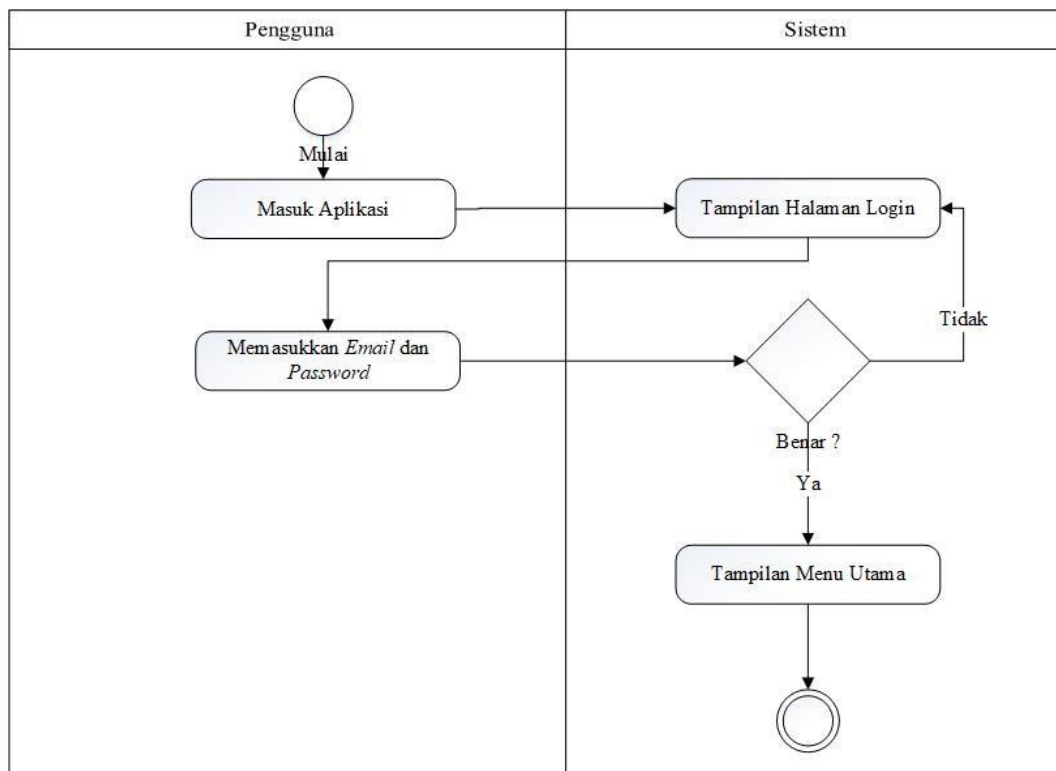 Pengguna
Sistem
Mulai
Masuk Aplikasi
Tampilan Halaman Login
Memasukkan Email dan
Password
Tidak
Benar ?
Ya
Tampilan Menu Utama